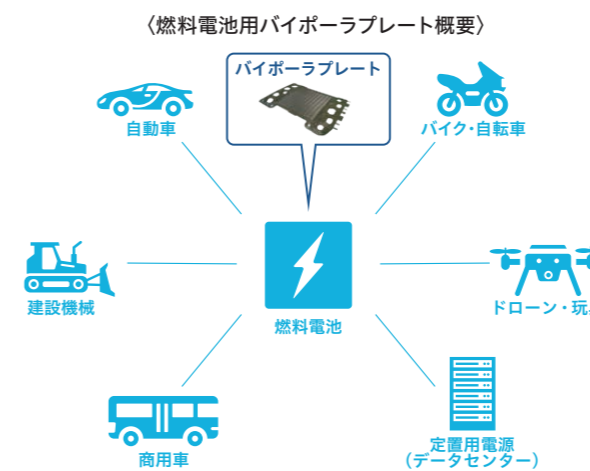 〈燃料電池用バイポーラプレート概要〉
バイポーラプレート
自動車
バイク・自転車
建設機械
燃料電池
ドローン・玩
商用車
定置用電源
(データセンター)